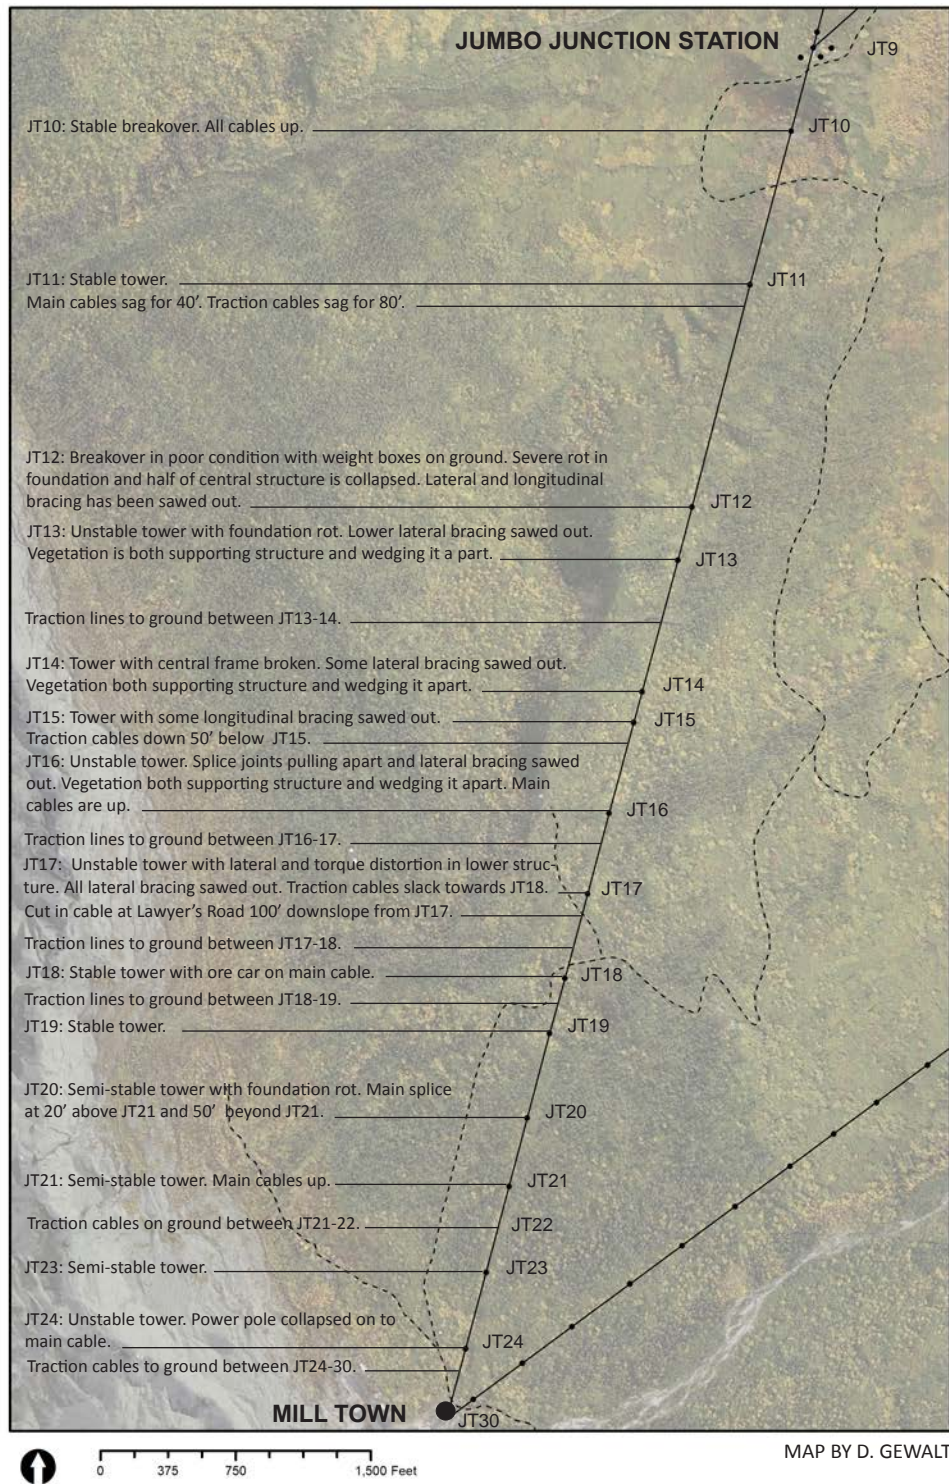 JUMBO JUNCTION STATION
JT9
JT10: Stable breakover. All cables up.
JT10
JT11: Stable tower.
JT11
Main cables sag for 40’. Traction cables sag for 80’.
JT12: Breakover in poor condition with weight boxes on ground. Severe rot in
foundation and half of central structure is collapsed. Lateral and longitudinal
bracing has been sawed out.
JT12
JT13: Unstable tower with foundation rot. Lower lateral bracing sawed out.
Vegetation is both supporting structure and wedging it a part.
JT13
Traction lines to ground between JT13-14.
JT14: Tower with central frame broken. Some lateral bracing sawed out.
Vegetation both supporting structure and wedging it apart.
JT14
JT15: Tower with some longitudinal bracing sawed out.
JT15
Traction cables down 50’ below JT15.
JT16: Unstable tower. Splice joints pulling apart and lateral bracing sawed
out. Vegetation both supporting structure and wedging it apart. Main
cables are up.
JT16
Traction lines to ground between JT16-17.
JT17: Unstable tower with lateral and torque distortion in lower struc-
ture. All lateral bracing sawed out. Traction cables slack towards JT18.
JT17
Cut in cable at Lawyer’s Road 100’ downslope from JT17.
Traction lines to ground between JT17-18.
JT18: Stable tower with ore car on main cable.
JT18
Traction lines to ground between JT18-19.
JT19: Stable tower.
JT19
JT20: Semi-stable tower with foundation rot. Main splice
at 20’ above JT21 and 50’ beyond JT21.
JT20
JT21: Semi-stable tower. Main cables up.
JT21
Traction cables on ground between JT21-22.
JT22
JT23: Semi-stable tower.
JT23
JT24: Unstable tower. Power pole collapsed on to
main cable.
JT24
Traction cables to ground between JT24-30.
MILL TOWN
JT30
0 375 750 1,500 Feet
MAP BY D. GEWALT